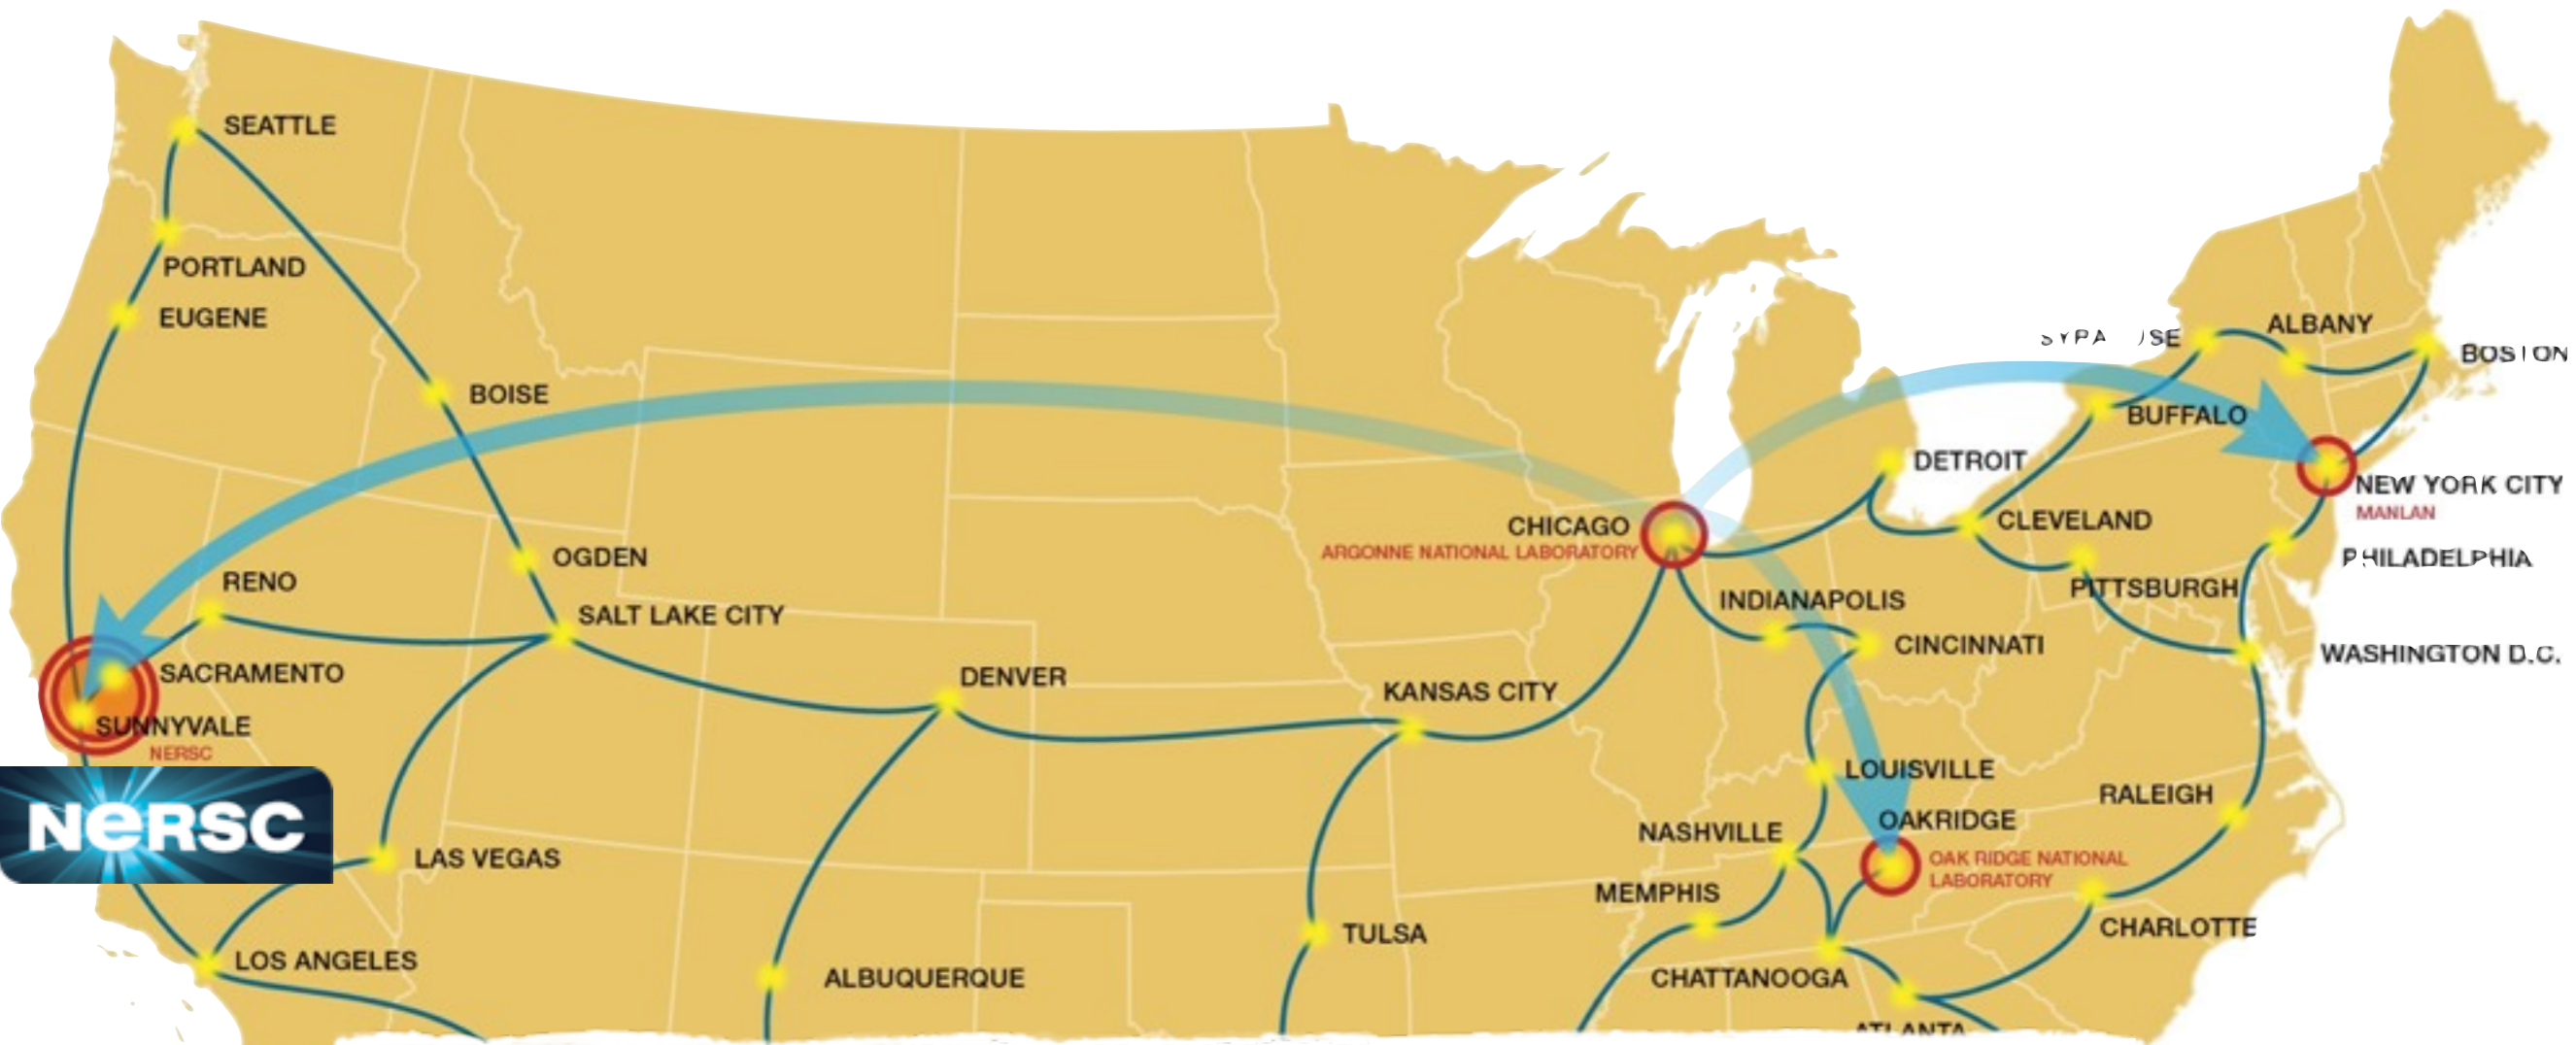 SEATTLE
PORTLAND
EUGENE
BOISE
OGDEN
RENO
SALT LAKE CITY
SACRAMENTO
SUNNYVALE
NERSC
NERSC
LAS VEGAS
LOS ANGELES
DENVER
ALBUQUERQUE
KANSAS CITY
TULSA
CHICAGO
ARGONNE NATIONAL LABORATORY
INDIANAPOLIS
CINCINNATI
LOUISVILLE
NASHVILLE
MEMPHIS
CHATTANOOGA
OAKRIDGE
OAK RIDGE NATIONAL
LABORATORY
ATLANTA
CHARLOTTE
RALEIGH
DETROIT
CLEVELAND
PITTSBURGH
BUFFALO
ALBANY
BOSTON
NEW YORK CITY
MANLAN
PHILADELPHIA
WASHINGTON D.C.